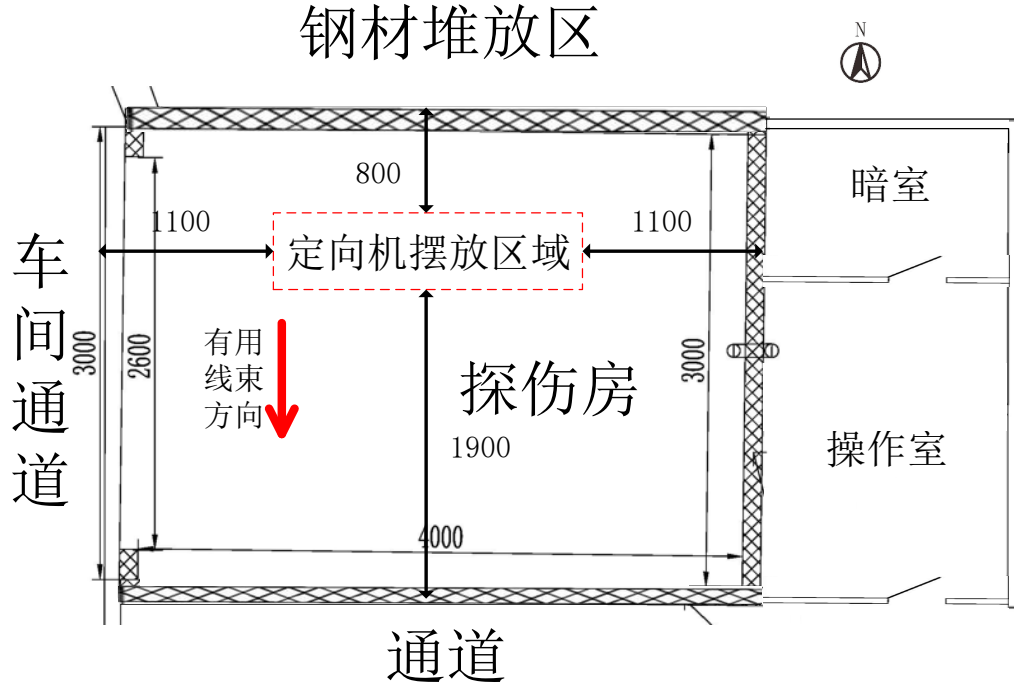 钢材堆放区
N
800
暗室
1100
1100
定向机摆放区域
车间通道
3000
2600
有用
线束
方向
3000
探伤房
1900
操作室
4000
通道